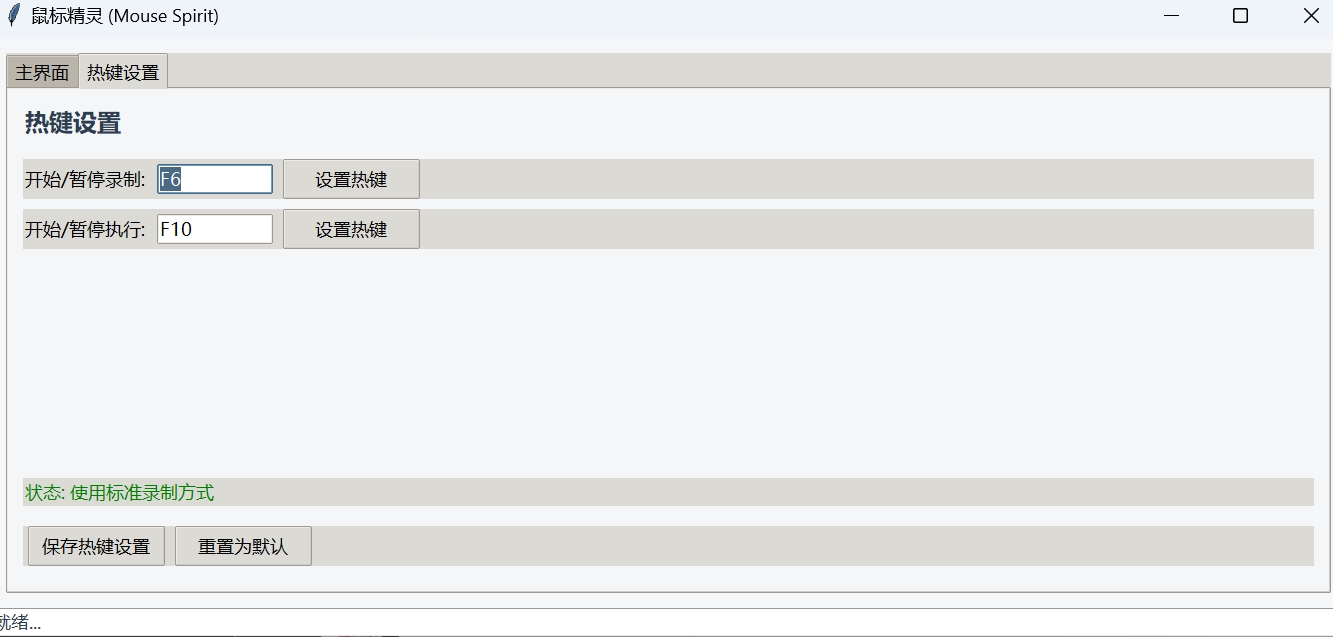 鼠标精灵 (Mouse Spirit)
主界面 热键设置
热键设置
开始/暂停录制: F6 设置热键
开始/暂停执行: F10 设置热键
状态: 使用标准录制方式
保存热键设置 重置为默认
就绪...